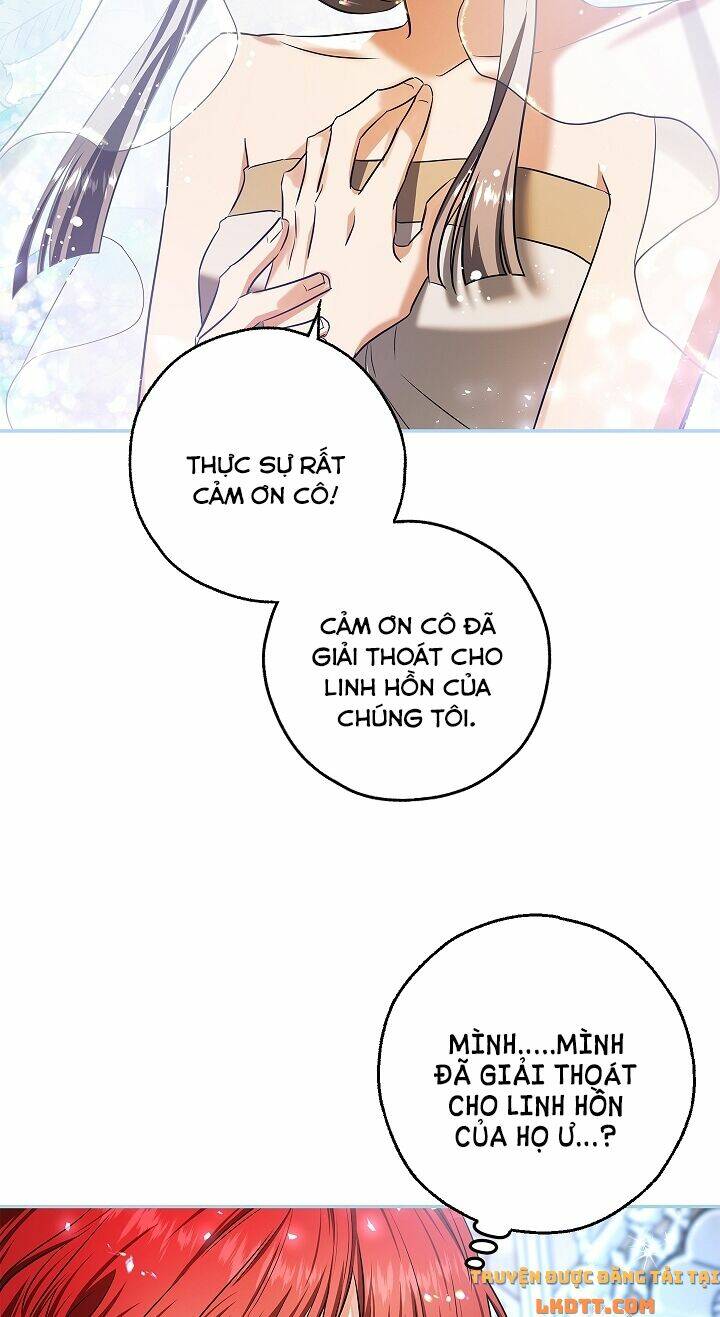 THỰC SỰ RẤT
CẢM ƠN CÔ!
CẢM ƠN CÔ ĐÃ
GIẢI THOÁT CHO
LINH HỒN CỦA
CHÚNG TÔI.
MÌNH.....MÌNH
ĐÃ GIẢI THOÁT
CHO LINH HỒN
CỦA HỌ Ư...?
TRUYỆN ĐƯỢC ĐĂNG TẢI TẠI
LKDTT.COM